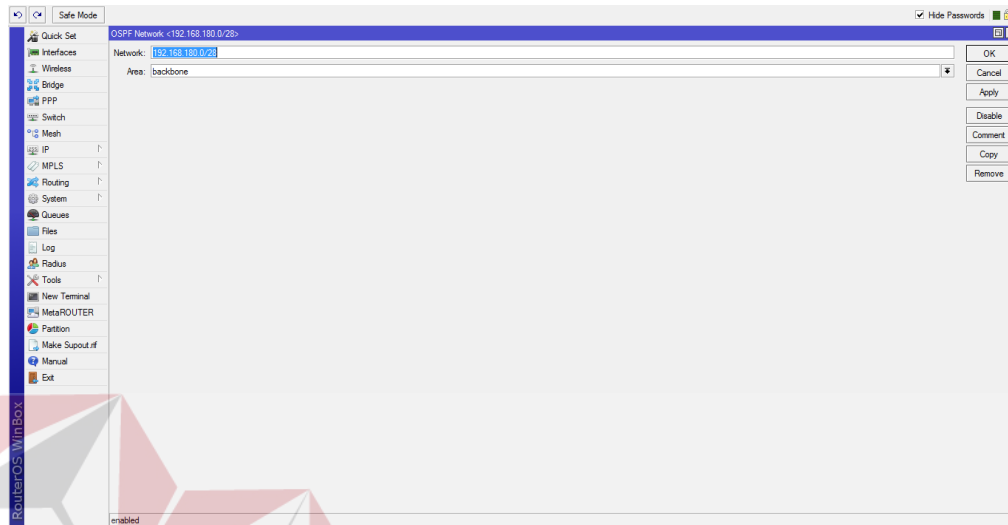 Safe Mode
Hide Passwords
Quick Set
Interfaces
Wireless
Bridge
PPP
Switch
Mesh
IP
MPLS
Routing
System
Queues
Files
Log
Radius
Tools
New Terminal
MetaROUTER
Partition
Make Supout.rif
Manual
Exit
RouterOS WinBox
OSPF Network <192.168.180.0/28>
Network: 192.168.180.0/28
Area: backbone
OK
Cancel
Apply
Disable
Comment
Copy
Remove
enabled